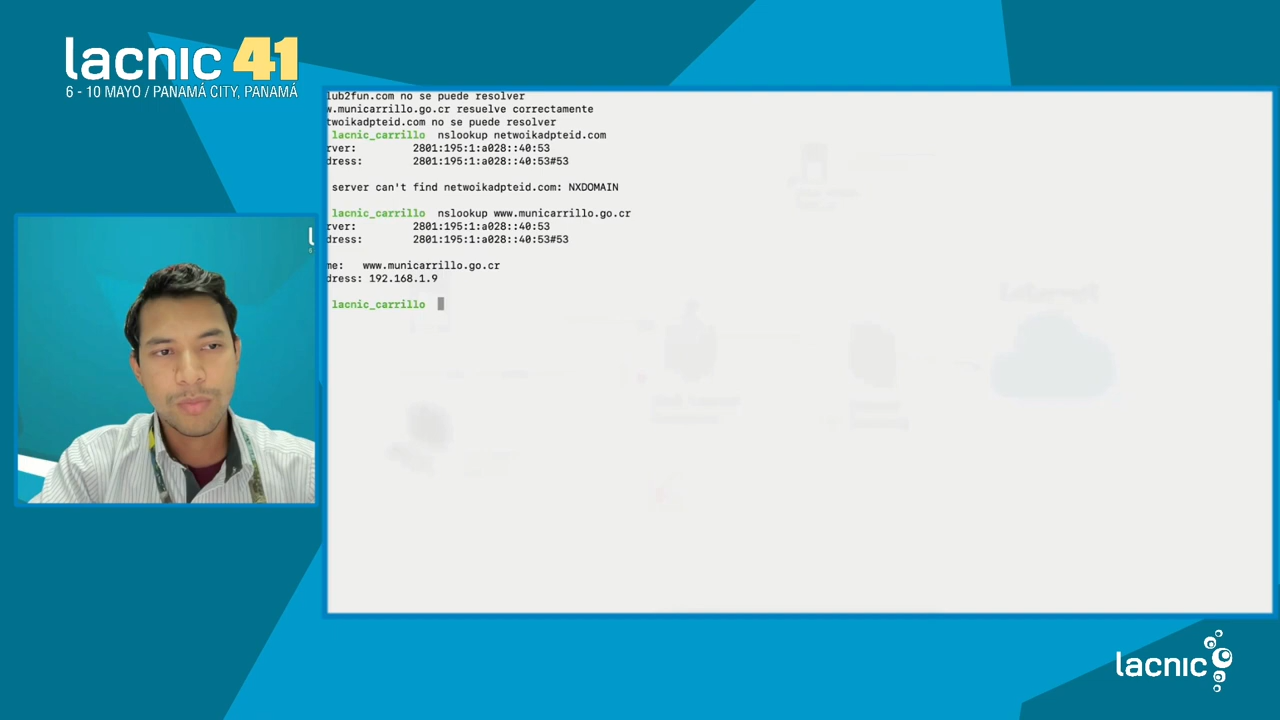 lacnic 41
6 - 10 MAYO / PANAMÁ CITY, PANAMÁ
lub2fun.com no se puede resolver
w.municarrillo.go.cr resuelve correctamente
twoikadpteid.com no se puede resolver
lacnic_carrillo nslookup netwoikadpteid.com
rver: 2801:195:1:a028::40:53
dress: 2801:195:1:a028::40:53#53
server can't find netwoikadpteid.com: NXDOMAIN
lacnic_carrillo nslookup www.municarrillo.go.cr
rver: 2801:195:1:a028::40:53
dress: 2801:195:1:a028::40:53#53
me: www.municarrillo.go.cr
dress: 192.168.1.9
lacnic_carrillo
lacnic